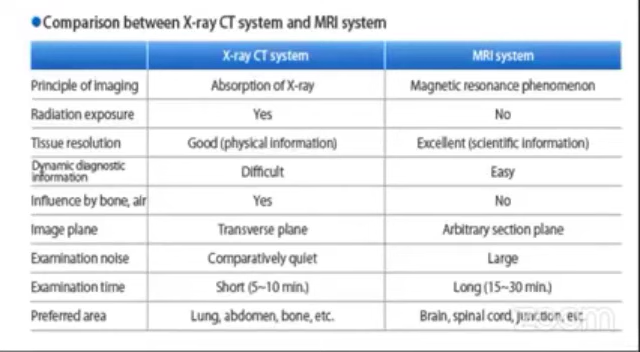 ●Comparison between X-ray CT system and MRI system
X-ray CT system MRI system
Principle of imaging Absorption of X-ray Magnetic resonance phenomenon
Radiation exposure Yes No
Tissue resolution Good (physical information) Excellent (scientific information)
Dynamic diagnostic
information Difficult Easy
Influence by bone, air Yes No
Image plane Transverse plane Arbitrary section plane
Examination noise Comparatively quiet Large
Examination time Short (5~10 min.) Long (15~30 min.)
Preferred area Lung, abdomen, bone, etc. Brain, spinal cord, junction, etc.
zoom